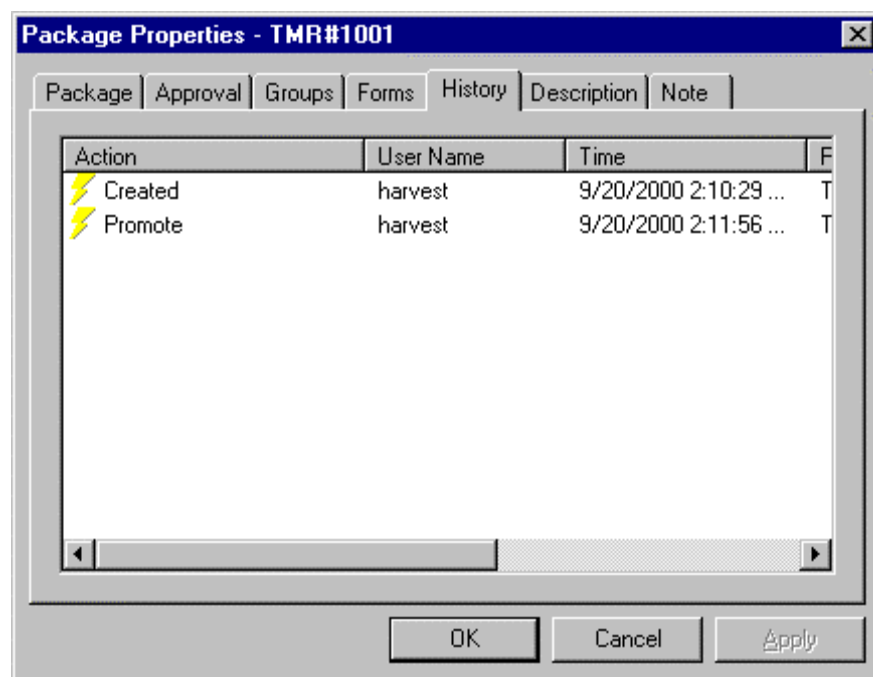 Package Properties - TMR#1001
Package Approval Groups Forms History Description Note
Action User Name Time F
Created harvest 9/20/2000 2:10:29 ... T
Promote harvest 9/20/2000 2:11:56 ... T
OK Cancel Apply